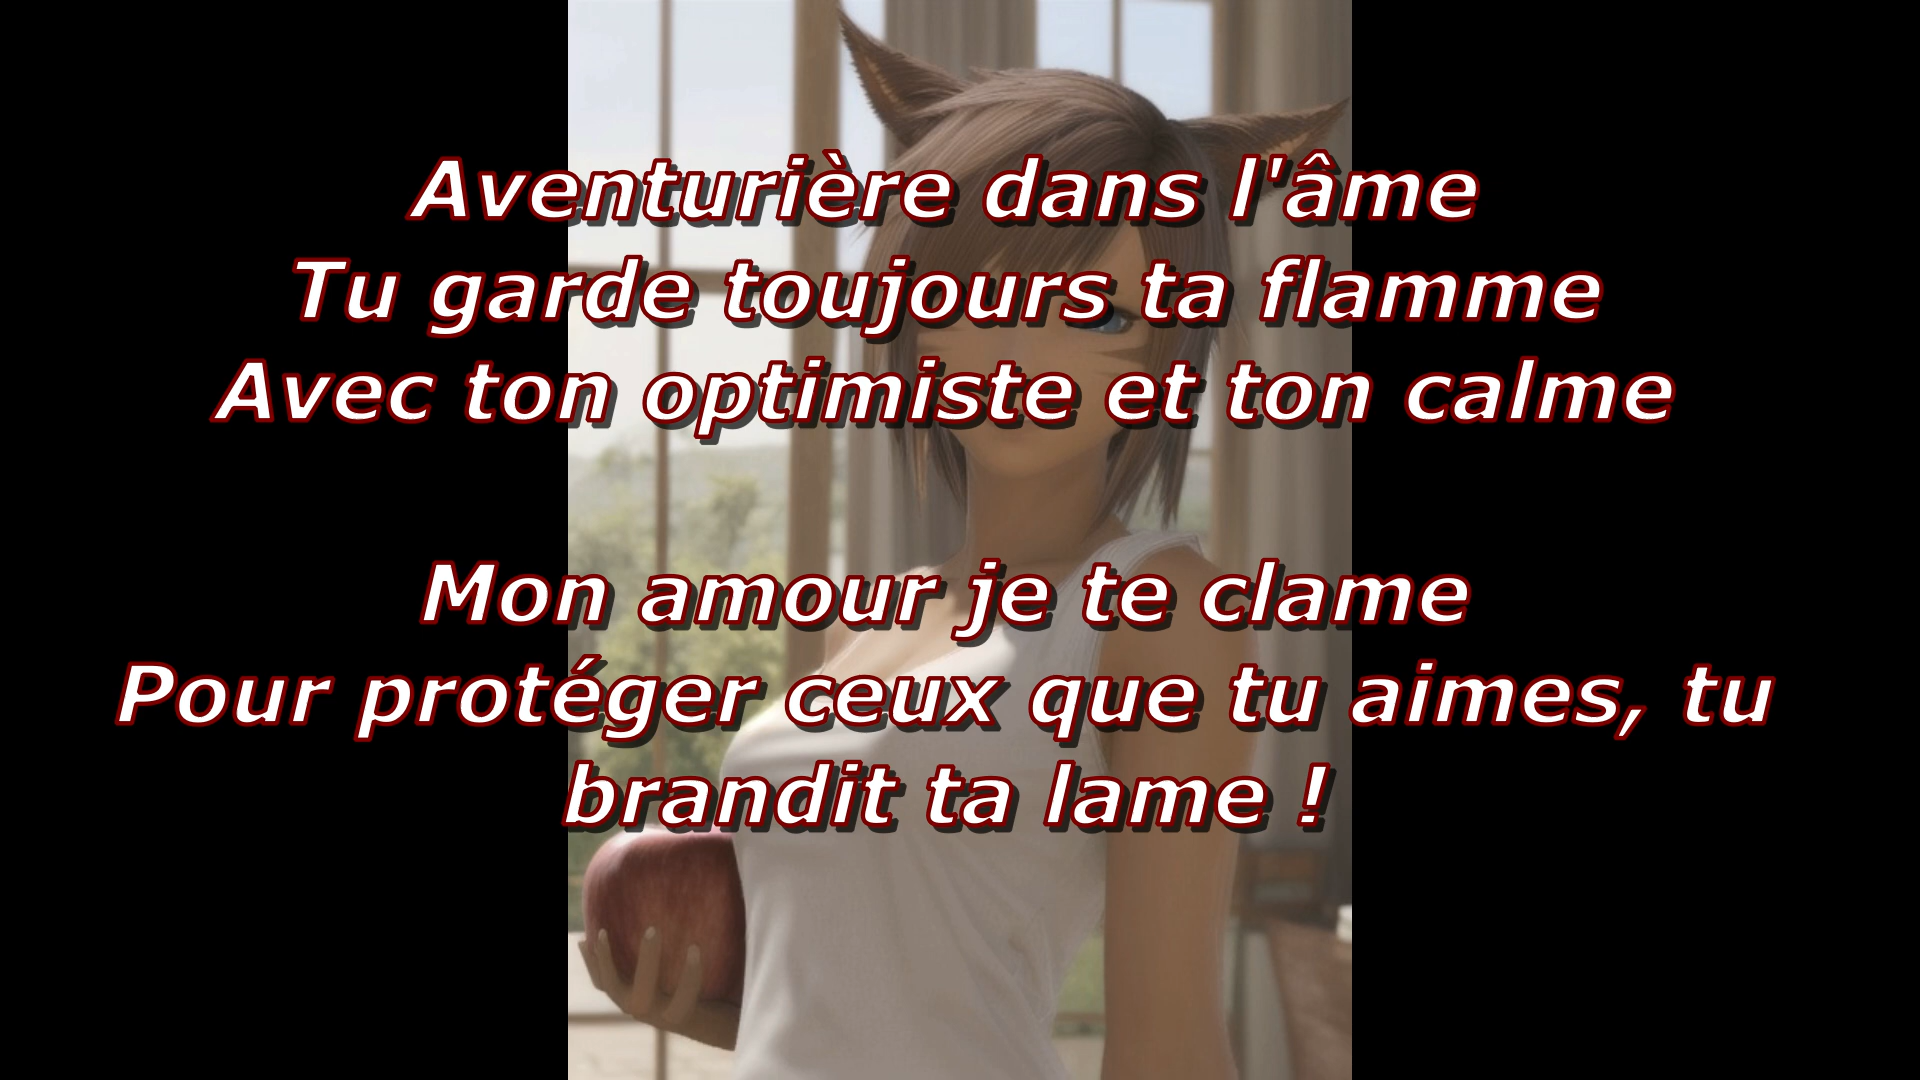 Aventurière dans l'âme
Tu garde toujours ta flamme
Avec ton optimiste et ton calme
Mon amour je te clame
Pour protéger ceux que tu aimes, tu
brandit ta lame !